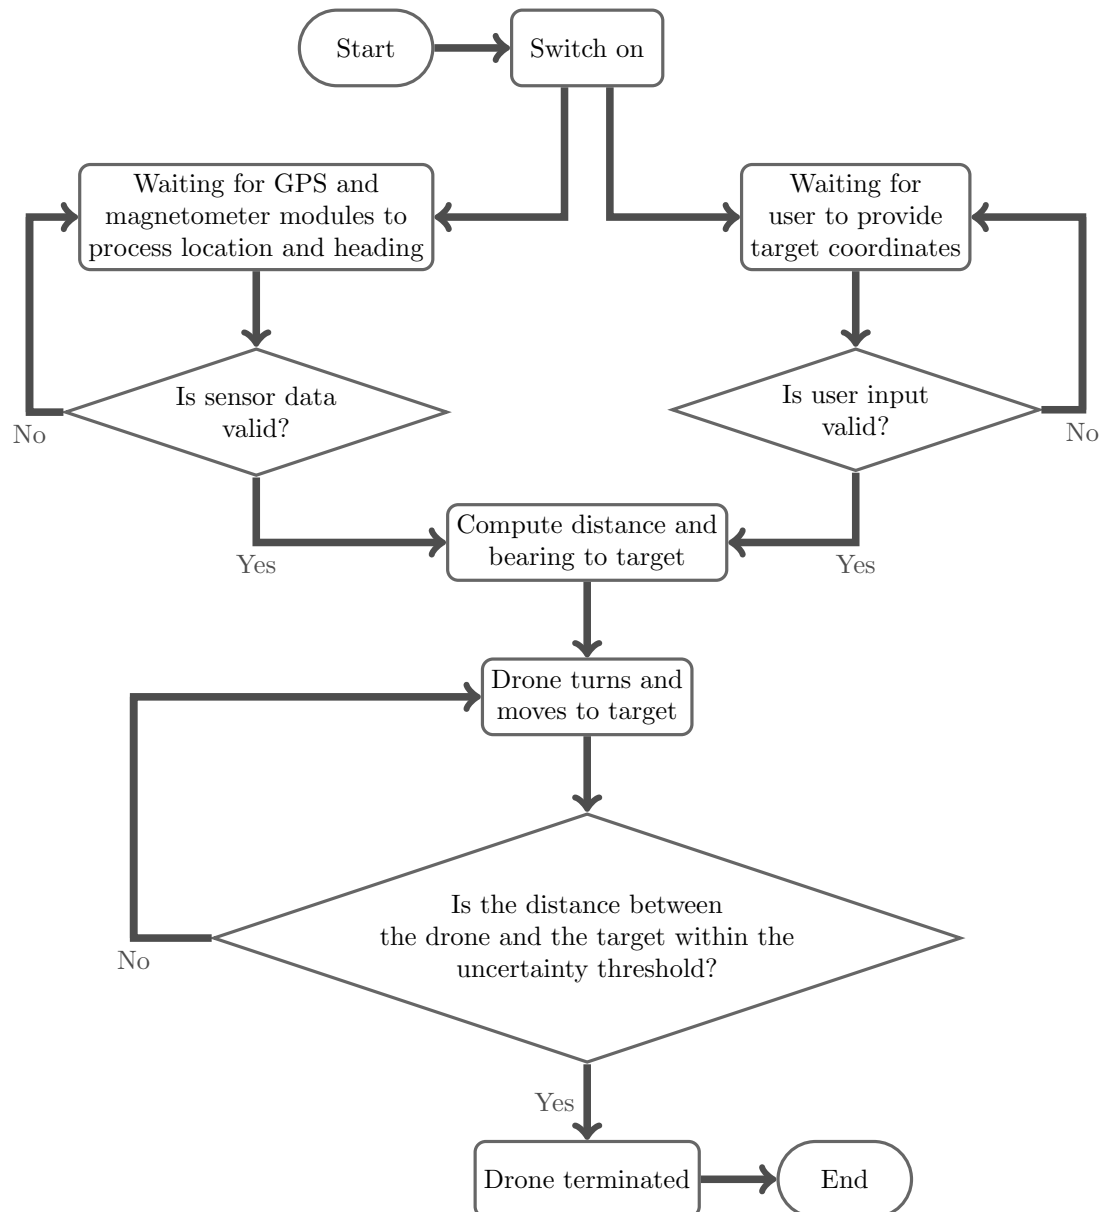 Start
Switch on
Waiting for GPS and
magnetometer modules to
process location and heading
Waiting for
user to provide
target coordinates
Is sensor data
valid?
No
Is user input
valid?
No
Yes
Compute distance and
bearing to target
Yes
Drone turns and
moves to target
Is the distance between
the drone and the target within the
uncertainty threshold?
No
Yes
Drone terminated
End